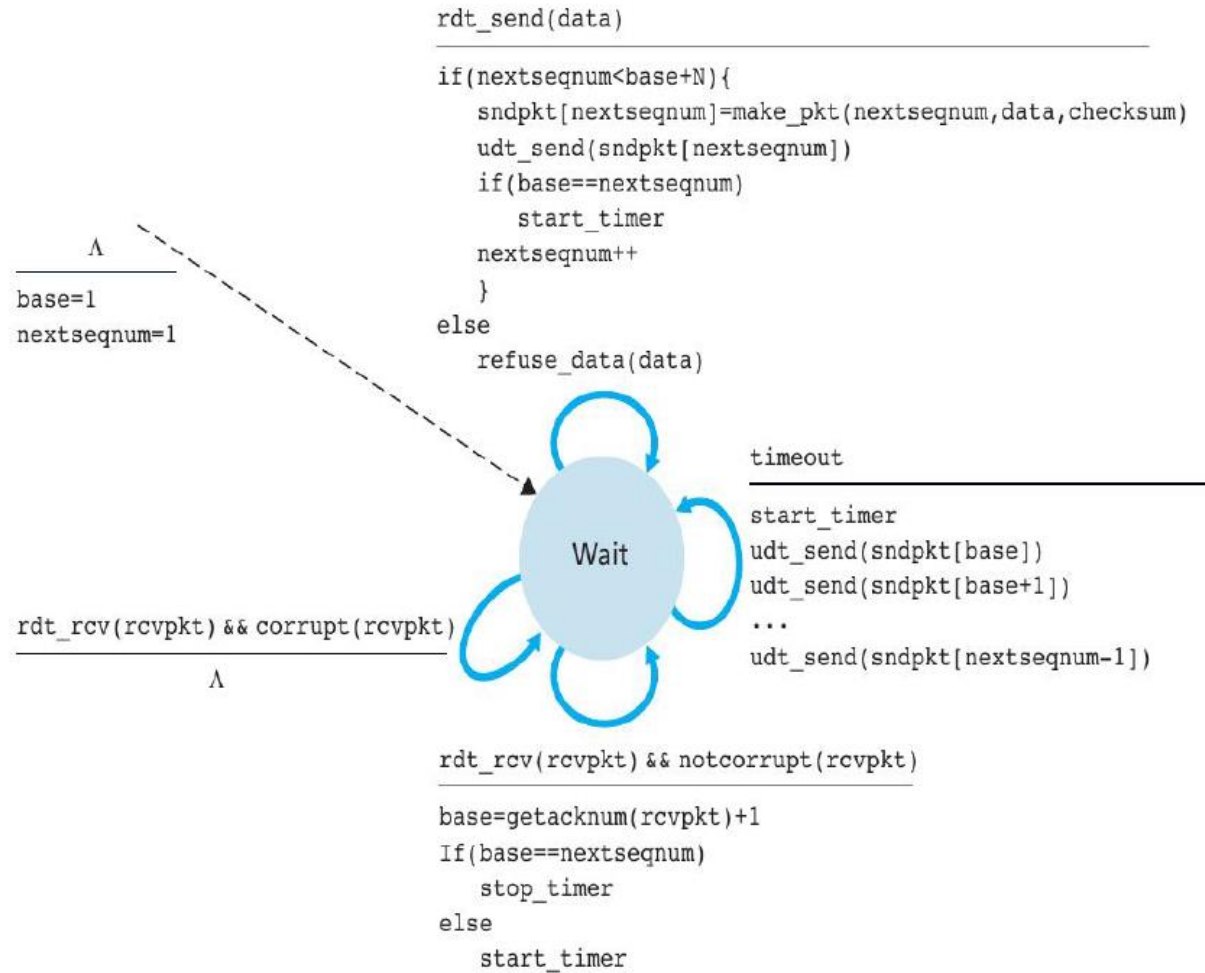 rdt_send(data)
if(nextseqnum<base+N){
sndpkt[nextseqnum]=make_pkt(nextseqnum,data,checksum)
udt_send(sndpkt[nextseqnum])
if(base==nextseqnum)
start_timer
nextseqnum++
}
else
refuse_data(data)
Λ
base=1
nextseqnum=1
Wait
timeout
start_timer
udt_send(sndpkt[base])
udt_send(sndpkt[base+1])
...
udt_send(sndpkt[nextseqnum-1])
rdt_rcv(rcvpkt) && corrupt(rcvpkt)
Λ
rdt_rcv(rcvpkt) && notcorrupt(rcvpkt)
base=getacknum(rcvpkt)+1
If(base==nextseqnum)
stop_timer
else
start_timer